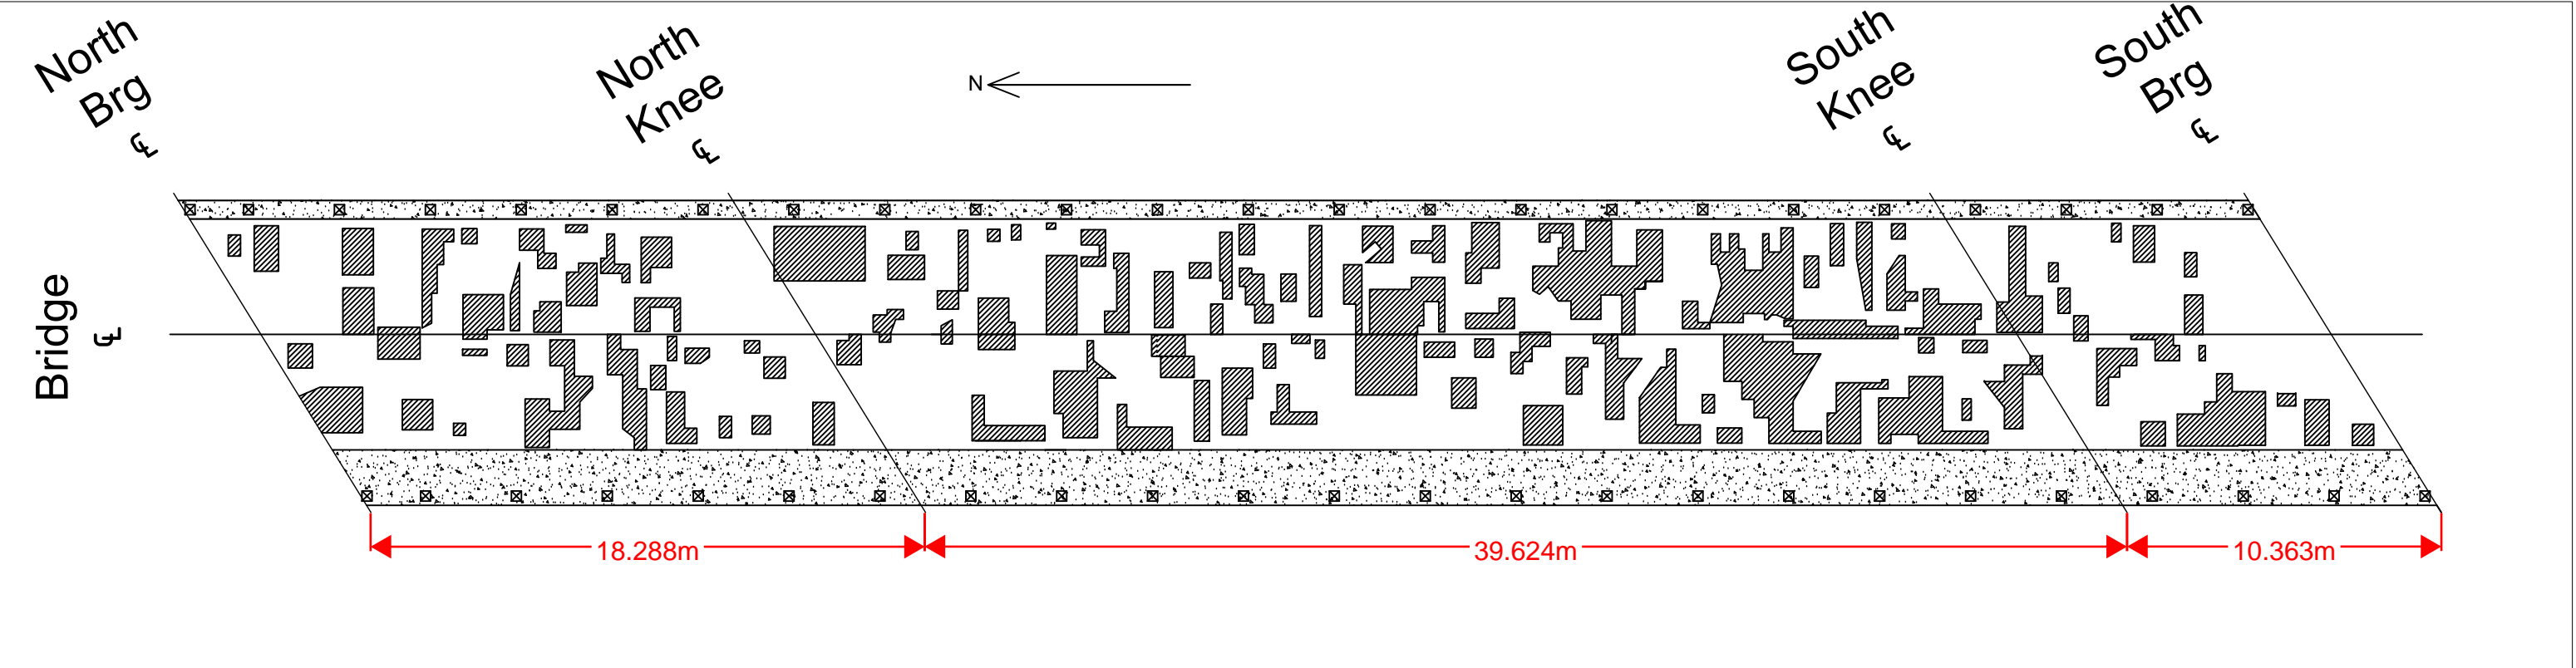 North
Brg
℄
North
Knee
℄
N
South
Knee
℄
South
Brg
℄
Bridge
℄
18.288m
39.624m
10.363m